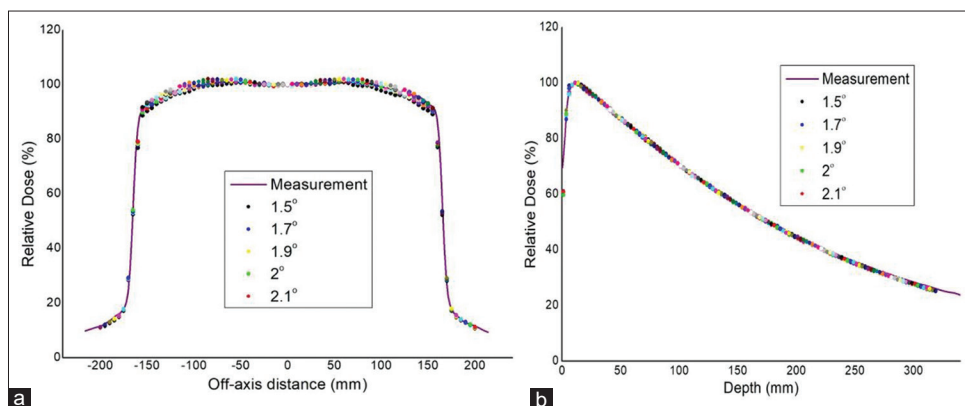 120
100
80
60
40
20
0
Relative Dose (%)
-200 -150 -100 -50 0 50 100 150 200
Off-axis distance (mm)
Measurement
1.5°
1.7°
1.9°
2°
2.1°
a
120
100
80
60
40
20
0
Relative Dose (%)
0 50 100 150 200 250 300
Depth (mm)
Measurement
1.5°
1.7°
1.9°
2°
2.1°
b